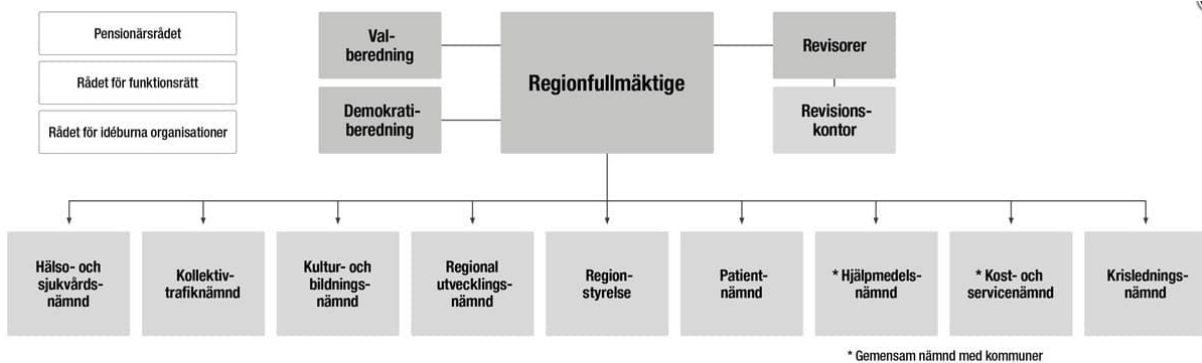 Pensionärsrådet
Rådet för funktionsrätt
Rådet för idéburna organisationer
Val-
beredning
Demokrati-
beredning
Regionfullmäktige
Revisorer
Revisions-
kontor
Hälso- och
sjukvårds-
nämnd
Kollektiv-
trafiknämnd
Kultur- och
bildnings-
nämnd
Regional
utvecklings-
nämnd
Region-
styrelse
Patient-
nämnd
* Hjälpmedels-
nämnd
* Kost- och
servicenämnd
Krislednings-
nämnd
* Gemensam nämnd med kommuner